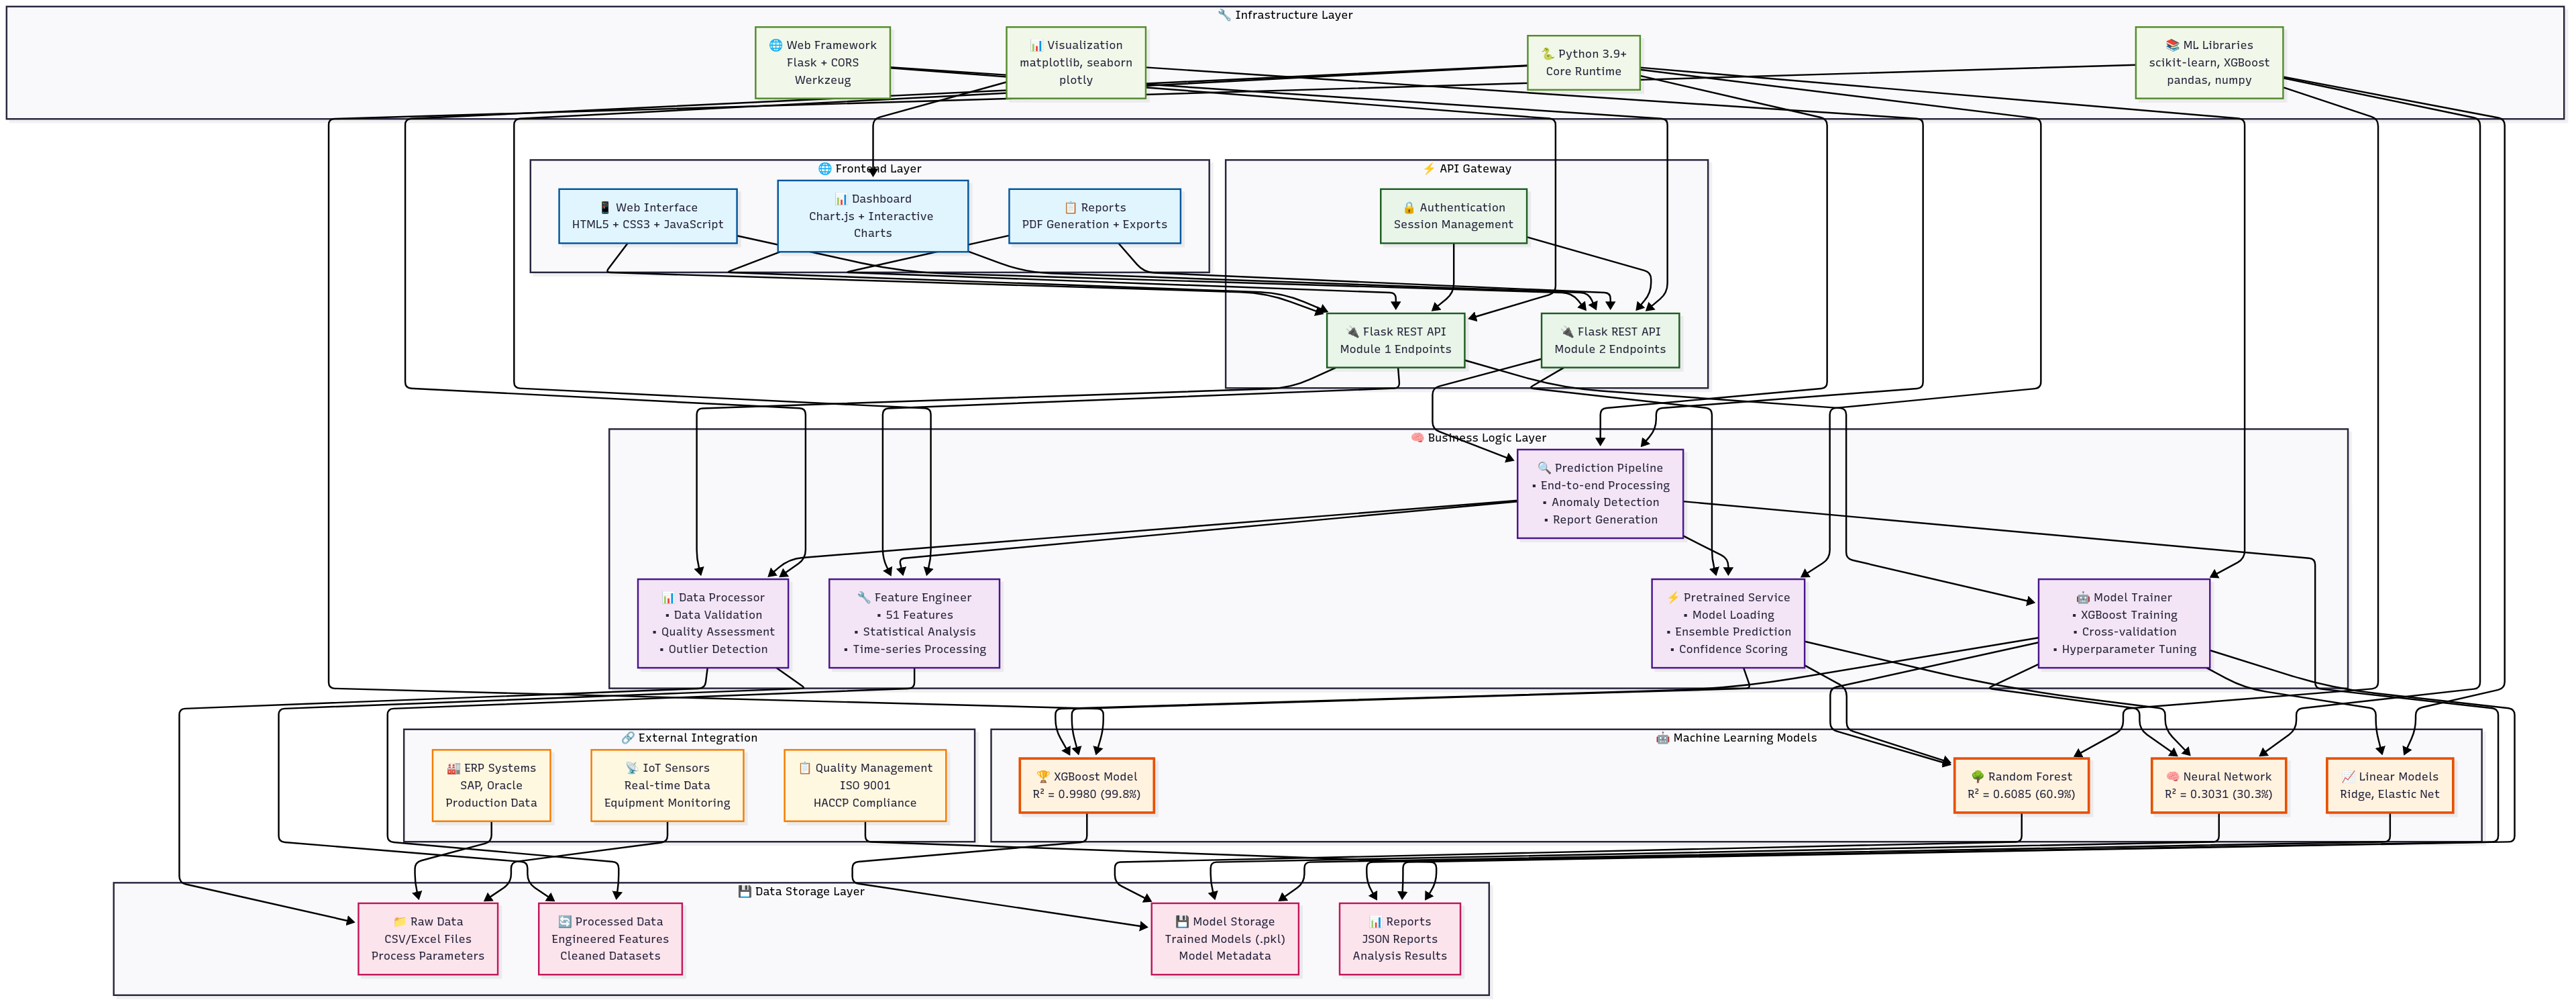 🔧 Infrastructure Layer
🌐 Web Framework
Flask + CORS
Werkzeug
📊 Visualization
matplotlib, seaborn
plotly
🐍 Python 3.9+
Core Runtime
📚 ML Libraries
scikit-learn, XGBoost
pandas, numpy
🌐 Frontend Layer
📱 Web Interface
HTML5 + CSS3 + JavaScript
📊 Dashboard
Chart.js + Interactive
Charts
📋 Reports
PDF Generation + Exports
⚡ API Gateway
🔒 Authentication
Session Management
🔌 Flask REST API
Module 1 Endpoints
🔌 Flask REST API
Module 2 Endpoints
🧠 Business Logic Layer
🔍 Prediction Pipeline
• End-to-end Processing
• Anomaly Detection
• Report Generation
📊 Data Processor
• Data Validation
• Quality Assessment
• Outlier Detection
🔧 Feature Engineer
• 51 Features
• Statistical Analysis
• Time-series Processing
⚡ Pretrained Service
• Model Loading
• Ensemble Prediction
• Confidence Scoring
🤖 Model Trainer
• XGBoost Training
• Cross-validation
• Hyperparameter Tuning
🔗 External Integration
🏭 ERP Systems
SAP, Oracle
Production Data
📡 IoT Sensors
Real-time Data
Equipment Monitoring
📋 Quality Management
ISO 9001
HACCP Compliance
🤖 Machine Learning Models
🏆 XGBoost Model
R² = 0.9980 (99.8%)
🌳 Random Forest
R² = 0.6085 (60.9%)
🧠 Neural Network
R² = 0.3031 (30.3%)
📈 Linear Models
Ridge, Elastic Net
💾 Data Storage Layer
📁 Raw Data
CSV/Excel Files
Process Parameters
🔄 Processed Data
Engineered Features
Cleaned Datasets
💾 Model Storage
Trained Models (.pkl)
Model Metadata
📊 Reports
JSON Reports
Analysis Results